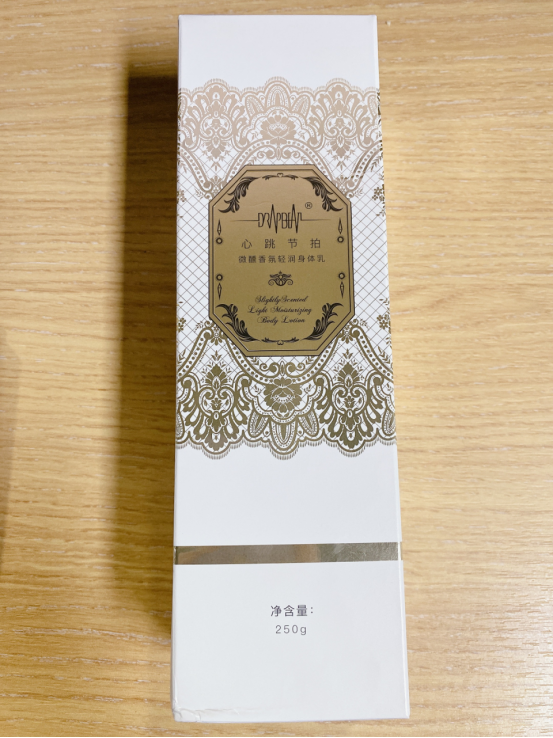 ®
心跳节拍
微醺香氛轻润身体乳
Slightly Scented
Light Moisturizing
Body Lotion
净含量：
250g